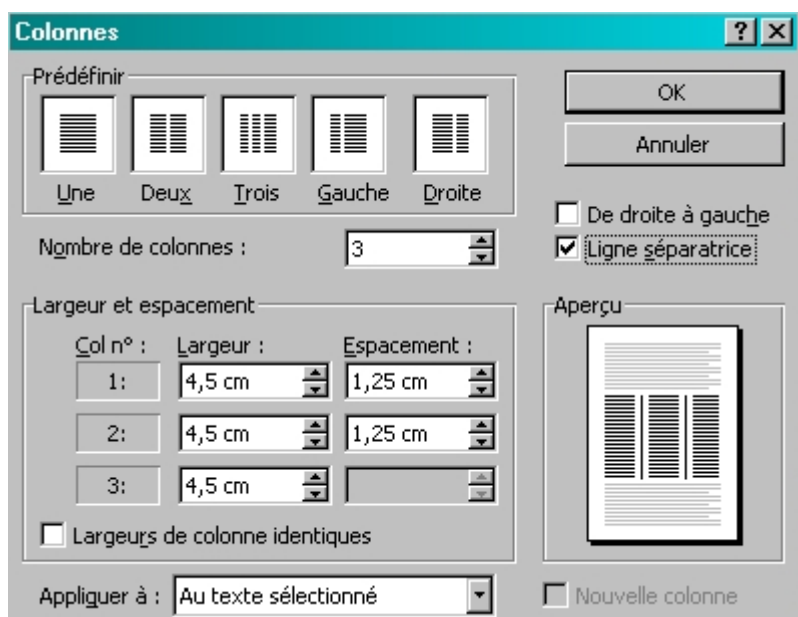 Colonnes
Prédéfinir
Une Deux Trois Gauche Droite
OK
Annuler
De droite à gauche
Ligne séparatrice
Nombre de colonnes : 3
Largeur et espacement
Col n° : Largeur : Espacement :
1: 4,5 cm 1,25 cm
2: 4,5 cm 1,25 cm
3: 4,5 cm
Largeurs de colonne identiques
Aperçu
Appliquer à : Au texte sélectionné
Nouvelle colonne